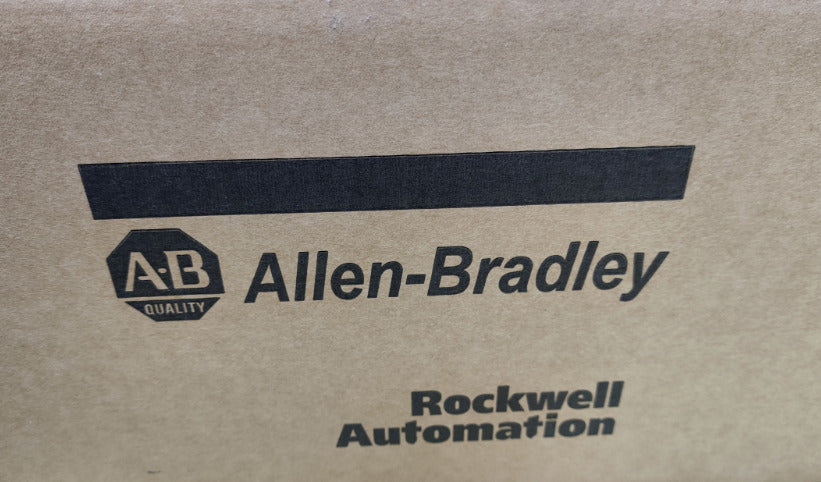 A-B
QUALITY
Allen-Bradley
Rockwell
Automation